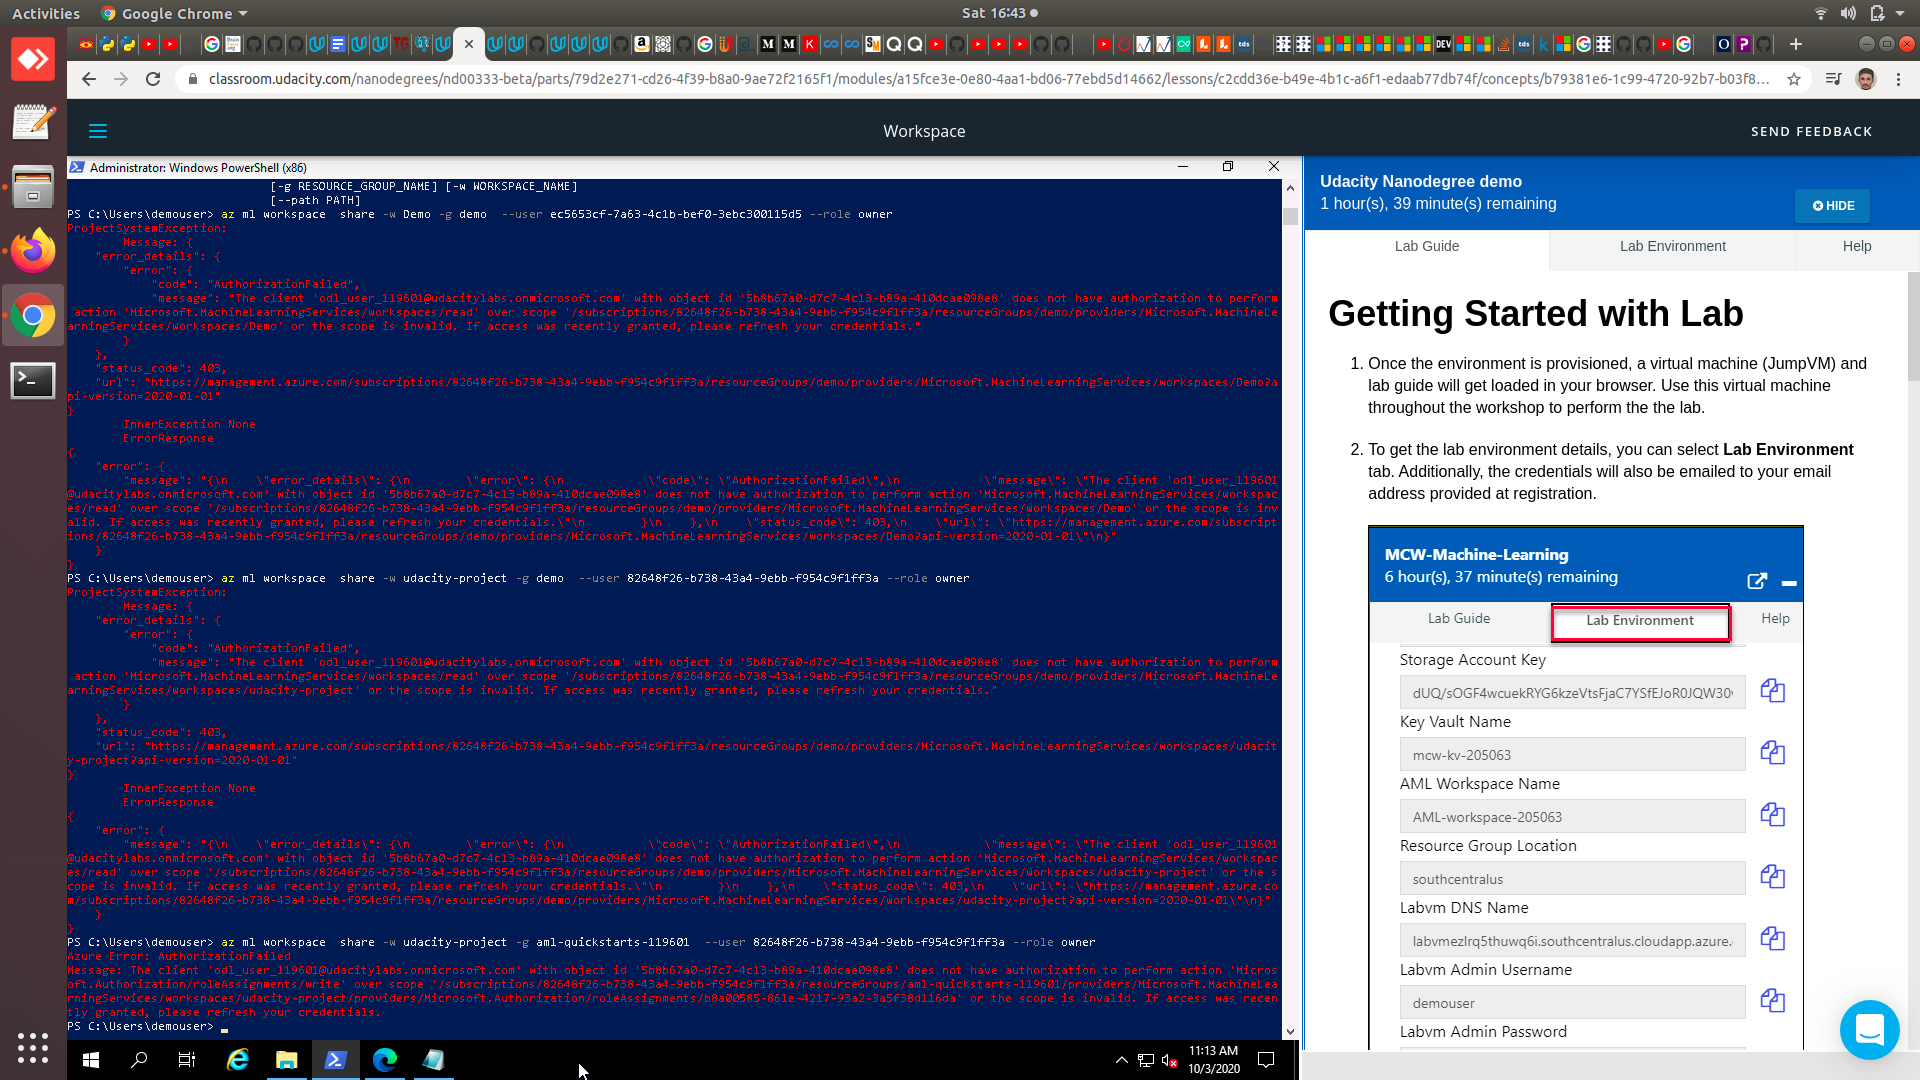 Activities
Google Chrome
Sat 16:43
classroom.udacity.com/nanodegrees/nd00333-beta/parts/79d2e271-cd26-4f39-b8a0-9ae72f2165f1/modules/a15fce3e-0e80-4aa1-bd06-77ebd5d14662/lessons/c2cdd36e-b49e-4b1c-a6f1-edaab77db74f/concepts/b79381e6-1c99-4720-92b7-b03f8...
Workspace
SEND FEEDBACK
Administrator: Windows PowerShell (x86)
[-g RESOURCE_GROUP_NAME] [-w WORKSPACE_NAME]
[--path PATH]
PS C:\Users\demouser> az ml workspace  share -w Demo -g demo  --user ec5653cf-7a63-4c1b-bef0-3ebc300115d5 --role owner
ProjectSystemException:
Message: {
"error_details": {
"error": {
"code": "AuthorizationFailed",
"message": "The client 'odl_user_119601@udacitylabs.onmicrosoft.com' with object id '5b8b67a0-d7c7-4c13-b89a-410dcae098e8' does not have authorization to perform
action 'Microsoft.MachineLearningServices/workspaces/read' over scope '/subscriptions/82648f26-b738-43a4-9ebb-f954c9f1ff3a/resourceGroups/demo/providers/Microsoft.MachineLe
arningServices/workspaces/Demo' or the scope is invalid. If access was recently granted, please refresh your credentials."
}
},
"status_code": 403,
"url": "https://management.azure.com/subscriptions/82648f26-b738-43a4-9ebb-f954c9f1ff3a/resourceGroups/demo/providers/Microsoft.MachineLearningServices/workspaces/Demo?a
pi-version=2020-01-01"
}
InnerException None
ErrorResponse
{
"error": {
"message": "{\n    \"error_details\": {\n        \"error\": {\n            \"code\": \"AuthorizationFailed\",\n            \"message\": \"The client 'odl_user_119601
@udacitylabs.onmicrosoft.com' with object id '5b8b67a0-d7c7-4c13-b89a-410dcae098e8' does not have authorization to perform action 'Microsoft.MachineLearningServices/workspac
es/read' over scope '/subscriptions/82648f26-b738-43a4-9ebb-f954c9f1ff3a/resourceGroups/demo/providers/Microsoft.MachineLearningServices/workspaces/Demo' or the scope is inv
alid. If access was recently granted, please refresh your credentials.\"\n        }\n    },\n    \"status_code\": 403,\n    \"url\": \"https://management.azure.com/subscript
ions/82648f26-b738-43a4-9ebb-f954c9f1ff3a/resourceGroups/demo/providers/Microsoft.MachineLearningServices/workspaces/Demo?api-version=2020-01-01\"\n}"
}
}
PS C:\Users\demouser> az ml workspace  share -w udacity-project -g demo  --user 82648f26-b738-43a4-9ebb-f954c9f1ff3a --role owner
ProjectSystemException:
Message: {
"error_details": {
"error": {
"code": "AuthorizationFailed",
"message": "The client 'odl_user_119601@udacitylabs.onmicrosoft.com' with object id '5b8b67a0-d7c7-4c13-b89a-410dcae098e8' does not have authorization to perform
action 'Microsoft.MachineLearningServices/workspaces/read' over scope '/subscriptions/82648f26-b738-43a4-9ebb-f954c9f1ff3a/resourceGroups/demo/providers/Microsoft.MachineLe
arningServices/workspaces/udacity-project' or the scope is invalid. If access was recently granted, please refresh your credentials."
}
},
"status_code": 403,
"url": "https://management.azure.com/subscriptions/82648f26-b738-43a4-9ebb-f954c9f1ff3a/resourceGroups/demo/providers/Microsoft.MachineLearningServices/workspaces/udacit
y-project?api-version=2020-01-01"
}
InnerException None
ErrorResponse
{
"error": {
"message": "{\n    \"error_details\": {\n        \"error\": {\n            \"code\": \"AuthorizationFailed\",\n            \"message\": \"The client 'odl_user_119601
@udacitylabs.onmicrosoft.com' with object id '5b8b67a0-d7c7-4c13-b89a-410dcae098e8' does not have authorization to perform action 'Microsoft.MachineLearningServices/workspac
es/read' over scope '/subscriptions/82648f26-b738-43a4-9ebb-f954c9f1ff3a/resourceGroups/demo/providers/Microsoft.MachineLearningServices/workspaces/udacity-project' or the s
cope is invalid. If access was recently granted, please refresh your credentials.\"\n        }\n    },\n    \"status_code\": 403,\n    \"url\": \"https://management.azure.co
m/subscriptions/82648f26-b738-43a4-9ebb-f954c9f1ff3a/resourceGroups/demo/providers/Microsoft.MachineLearningServices/workspaces/udacity-project?api-version=2020-01-01\"\n}"
}
}
PS C:\Users\demouser> az ml workspace  share -w udacity-project -g aml-quickstarts-119601  --user 82648f26-b738-43a4-9ebb-f954c9f1ff3a --role owner
Azure Error: AuthorizationFailed
Message: The client 'odl_user_119601@udacitylabs.onmicrosoft.com' with object id '5b8b67a0-d7c7-4c13-b89a-410dcae098e8' does not have authorization to perform action 'Micros
oft.Authorization/roleAssignments/write' over scope '/subscriptions/82648f26-b738-43a4-9ebb-f954c9f1ff3a/resourceGroups/aml-quickstarts-119601/providers/Microsoft.MachineLea
rningServices/workspaces/udacity-project/providers/Microsoft.Authorization/roleAssignments/b8a00585-861e-4217-93a2-3a5f38d116da' or the scope is invalid. If access was recen
tly granted, please refresh your credentials.
PS C:\Users\demouser>
11:13 AM
10/3/2020
Udacity Nanodegree demo
1 hour(s), 39 minute(s) remaining
HIDE
Lab Guide
Lab Environment
Help
Getting Started with Lab
1. Once the environment is provisioned, a virtual machine (JumpVM) and
lab guide will get loaded in your browser. Use this virtual machine
throughout the workshop to perform the the lab.
2. To get the lab environment details, you can select Lab Environment
tab. Additionally, the credentials will also be emailed to your email
address provided at registration.
MCW-Machine-Learning
6 hour(s), 37 minute(s) remaining
Lab Guide
Lab Environment
Help
Storage Account Key
dUQ/sOGF4wcuekRYG6kzeVtsFjaC7YSfEJoR0JQW30
Key Vault Name
mcw-kv-205063
AML Workspace Name
AML-workspace-205063
Resource Group Location
southcentralus
Labvm DNS Name
labvmezlrq5thuwq6i.southcentralus.cloudapp.azure.
Labvm Admin Username
demouser
Labvm Admin Password